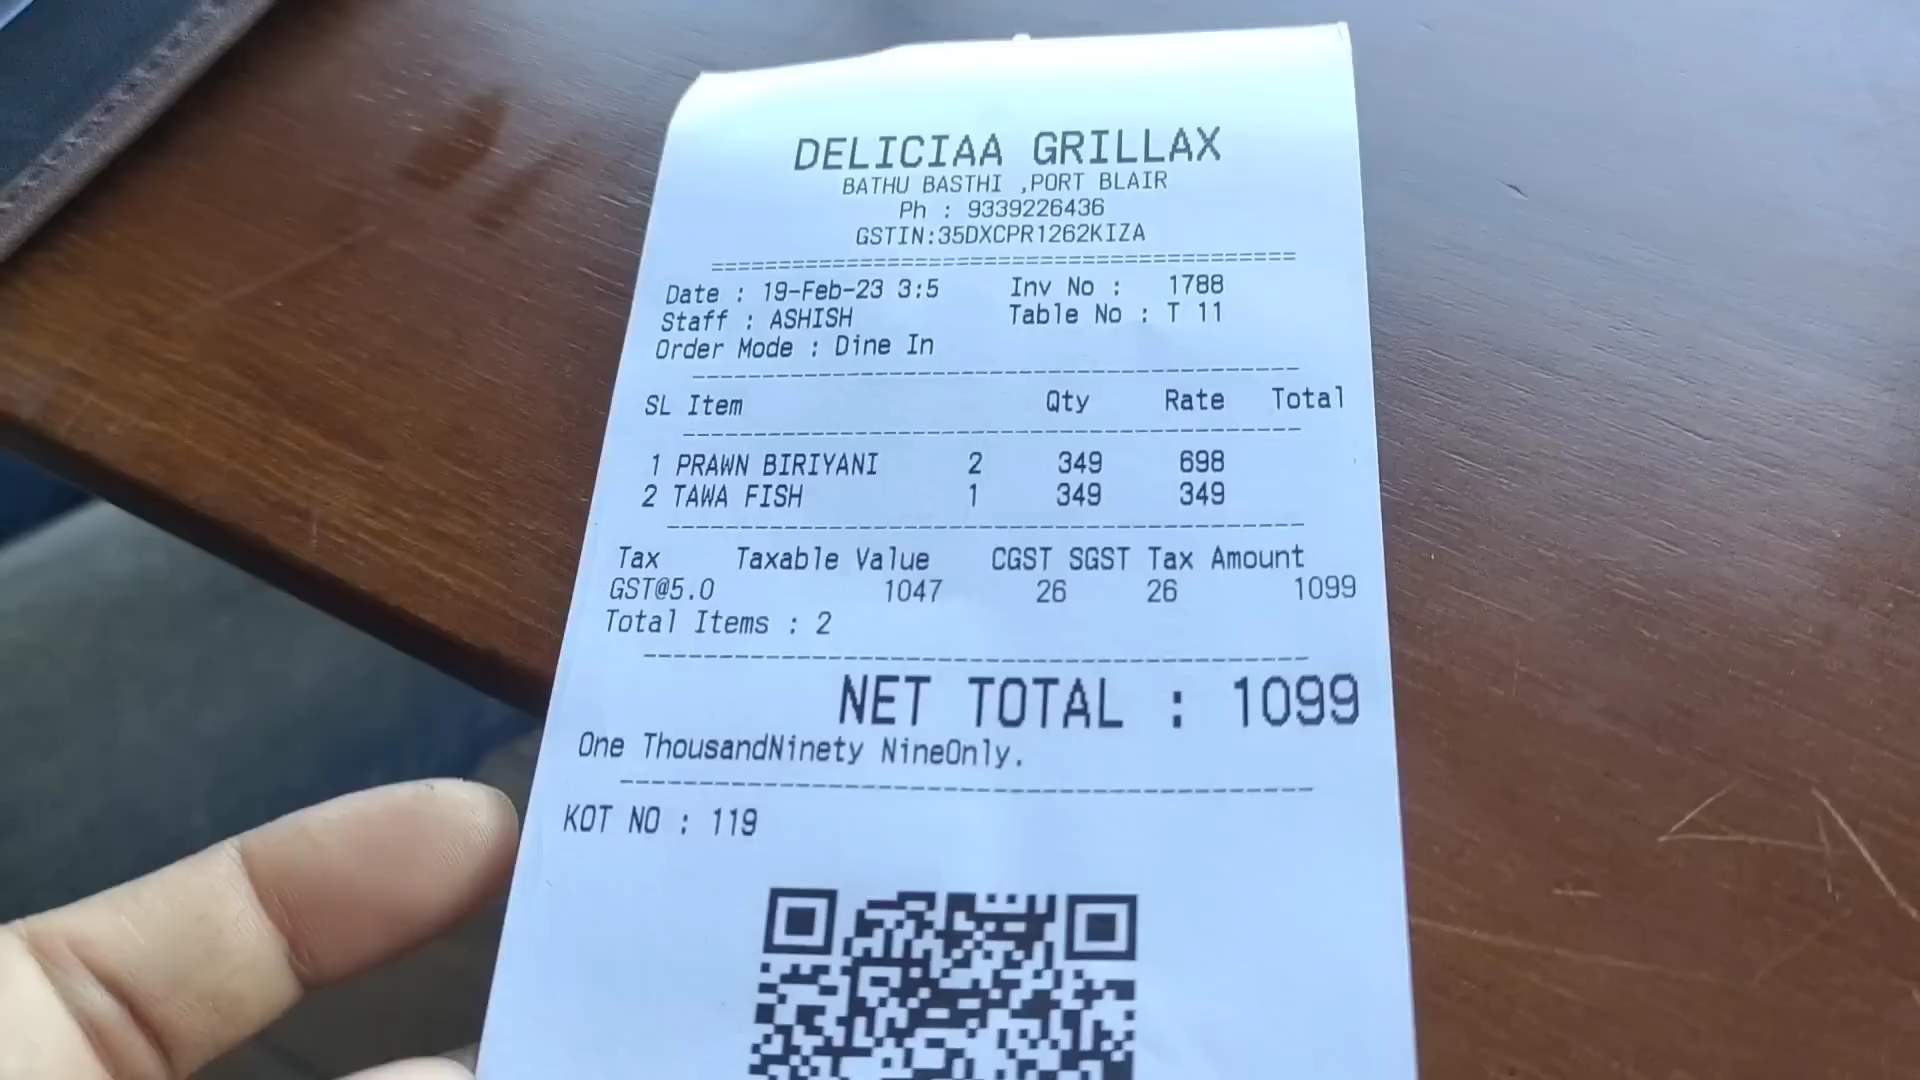 DELICIAA GRILLAX
BATHU BASTHI ,PORT BLAIR
Ph : 9339226436
GSTIN:35DXCPR1262KIZA
Date : 19-Feb-23 3:5 Inv No : 1788
Staff : ASHISH Table No : T 11
Order Mode : Dine In
SL Item Qty Rate Total
1 PRAWN BIRIYANI 2 349 698
2 TAWA FISH 1 349 349
Tax Taxable Value CGST SGST Tax Amount
GST@5.0 1047 26 26 1099
Total Items : 2
NET TOTAL : 1099
One ThousandNinety NineOnly.
KOT NO : 119